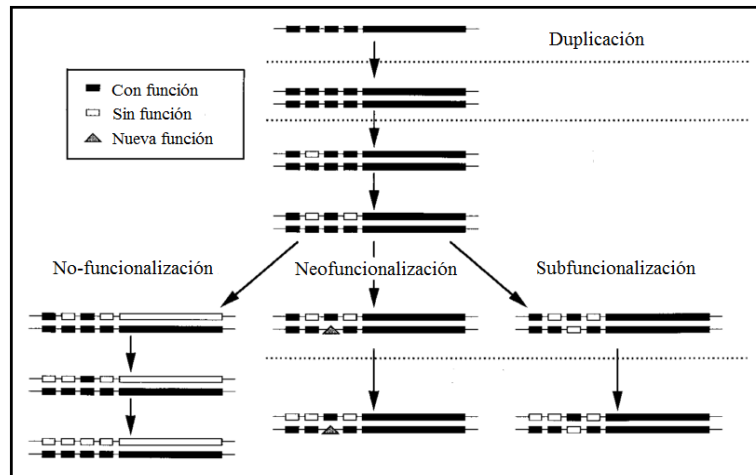 Duplicación
Con función
Sin función
Nueva función
No-funcionalización
Neofuncionalización
Subfuncionalización